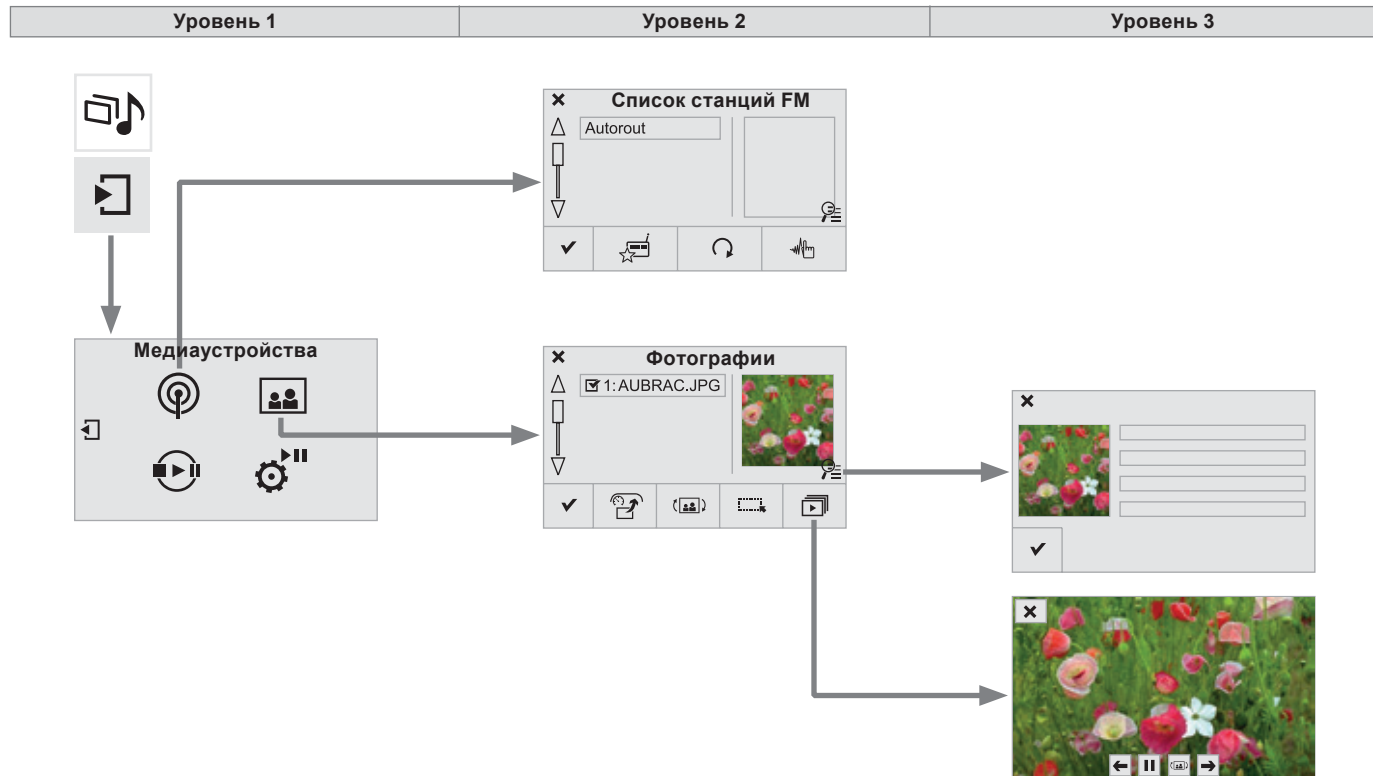 Уровень 1
Уровень 2
Уровень 3
Список станций FM
Autorout
Медиаустройства
Фотографии
1: AUBRAC.JPG